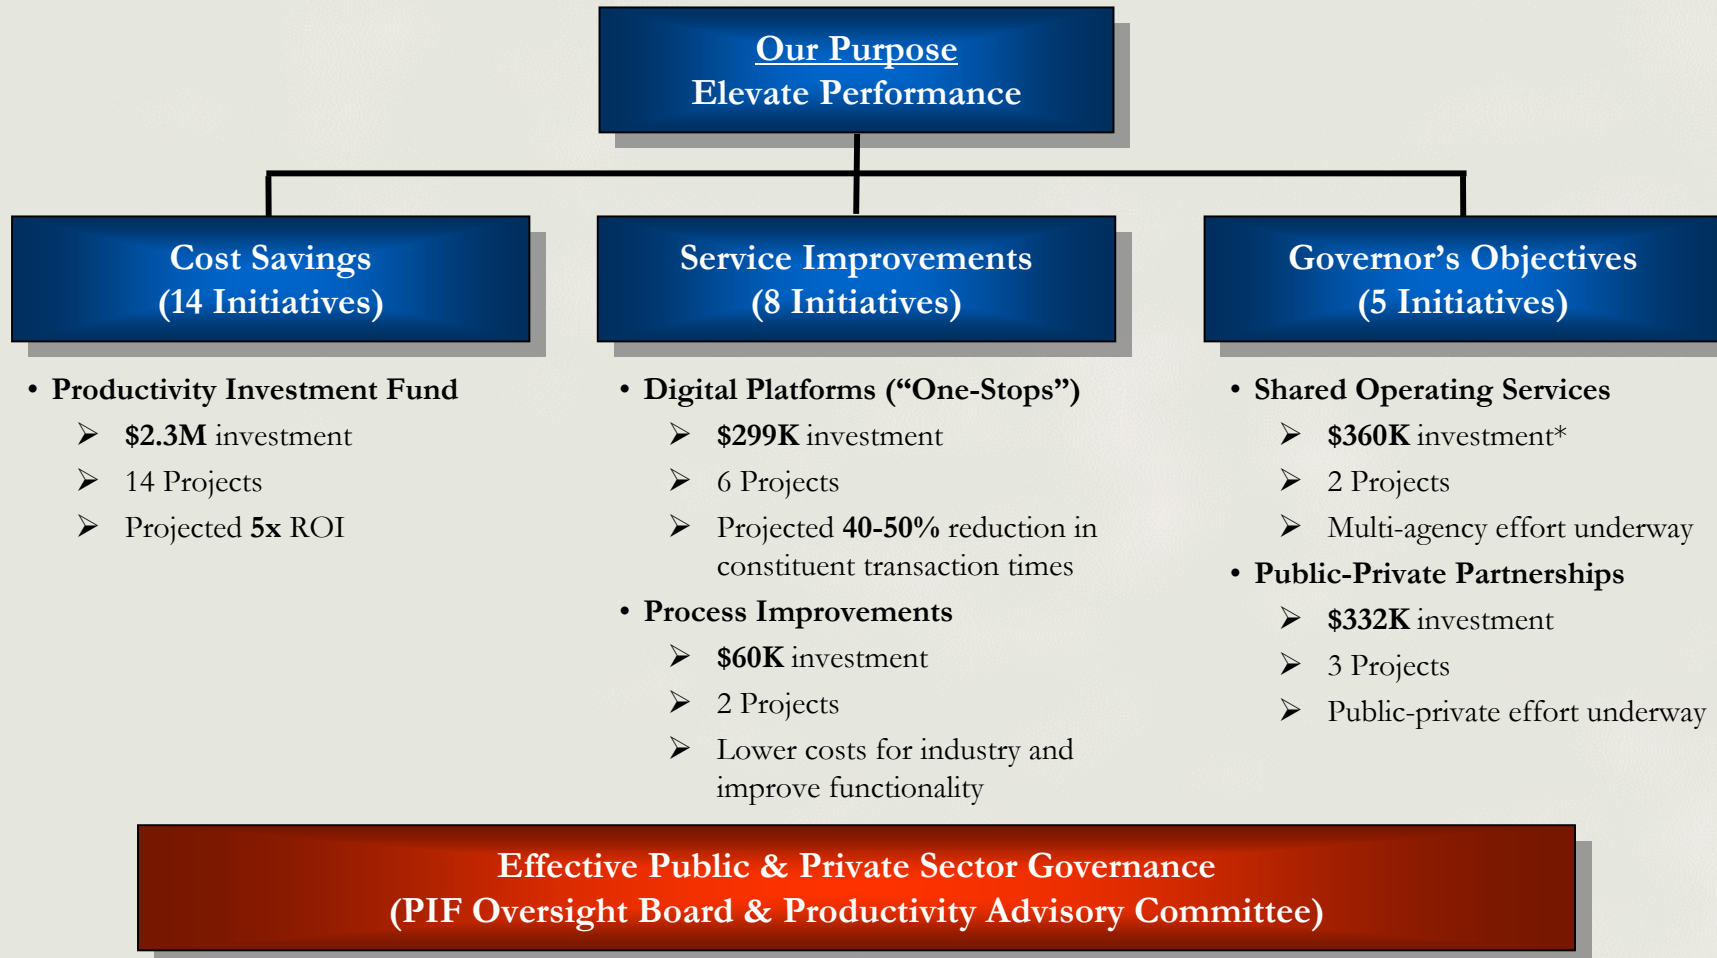 Our Purpose
Elevate Performance
Cost Savings
(14 Initiatives)
• Productivity Investment Fund
➢ $2.3M investment
➢ 14 Projects
➢ Projected 5x ROI
Service Improvements
(8 Initiatives)
• Digital Platforms (“One-Stops”)
➢ $299K investment
➢ 6 Projects
➢ Projected 40-50% reduction in
constituent transaction times
• Process Improvements
➢ $60K investment
➢ 2 Projects
➢ Lower costs for industry and
improve functionality
Governor’s Objectives
(5 Initiatives)
• Shared Operating Services
➢ $360K investment*
➢ 2 Projects
➢ Multi-agency effort underway
• Public-Private Partnerships
➢ $332K investment
➢ 3 Projects
➢ Public-private effort underway
Effective Public & Private Sector Governance
(PIF Oversight Board & Productivity Advisory Committee)